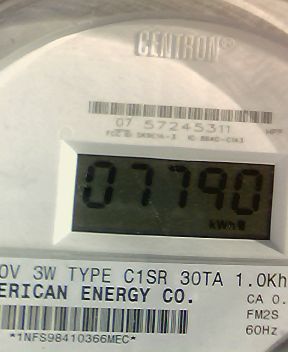 CENTRON®
07 57245311
07790
kWh
0V 3W TYPE C1SR 30TA 1.0Kh
ERICAN ENERGY CO.
CA 0.
FM2S
60Hz
*1NFS98410366MEC*